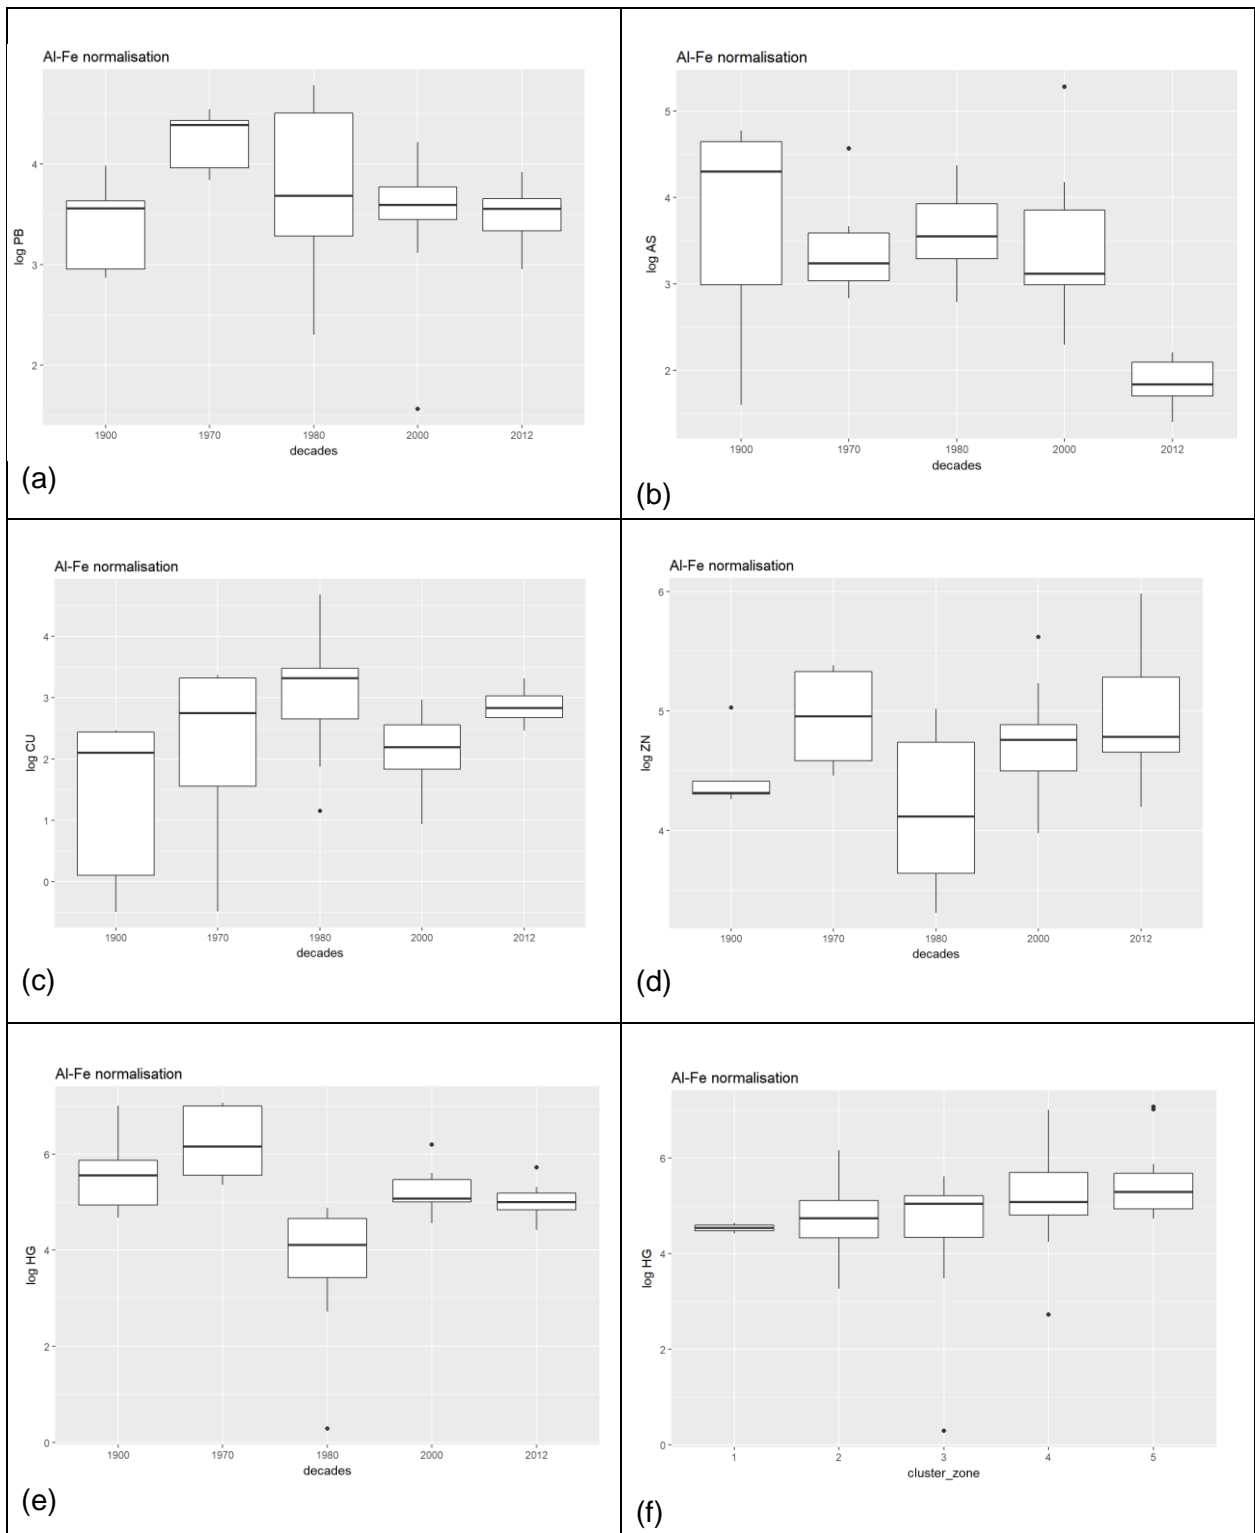 Al-Fe normalisation
log PB
4
3
2
1900 1970 1980 2000 2012
decades
(a)
Al-Fe normalisation
log AS
5
4
3
2
1900 1970 1980 2000 2012
decades
(b)
Al-Fe normalisation
log CU
4
3
2
1
0
1900 1970 1980 2000 2012
decades
(c)
Al-Fe normalisation
log ZN
6
5
4
1900 1970 1980 2000 2012
decades
(d)
Al-Fe normalisation
log HG
6
4
2
0
1900 1970 1980 2000 2012
decades
(e)
Al-Fe normalisation
log HG
6
4
2
0
1 2 3 4 5
cluster_zone
(f)